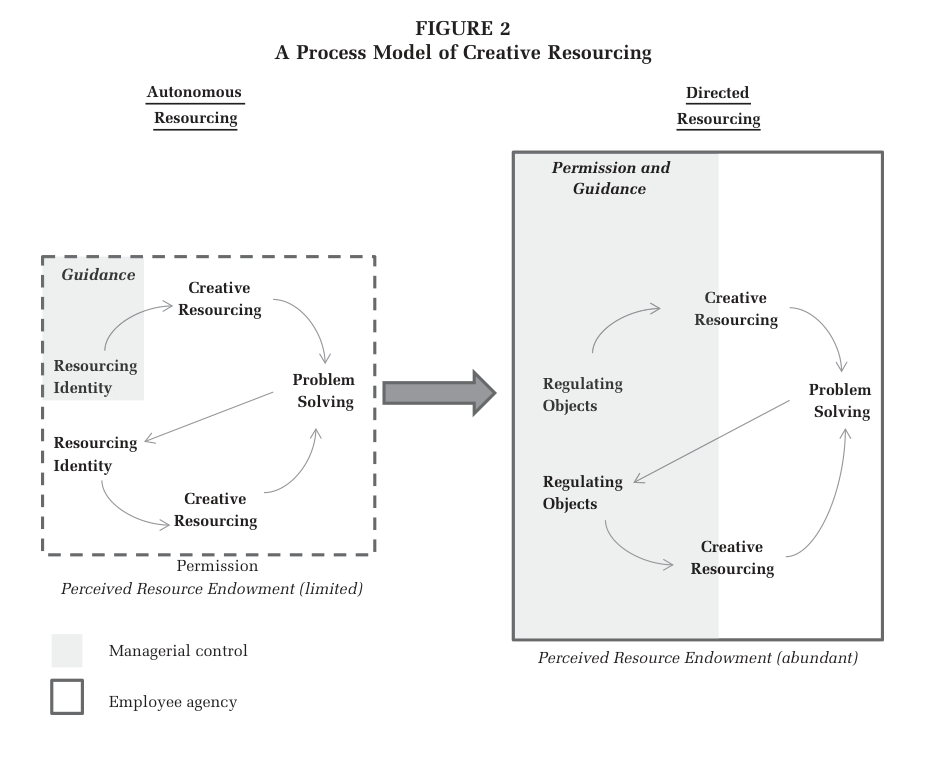 FIGURE 2
A Process Model of Creative Resourcing
Autonomous
Resourcing
Guidance
Creative
Resourcing
Resourcing
Identity
Problem
Solving
Resourcing
Identity
Creative
Resourcing
Permission
Perceived Resource Endowment (limited)
Directed
Resourcing
Permission and
Guidance
Creative
Resourcing
Regulating
Objects
Problem
Solving
Regulating
Objects
Creative
Resourcing
Perceived Resource Endowment (abundant)
Managerial control
Employee agency